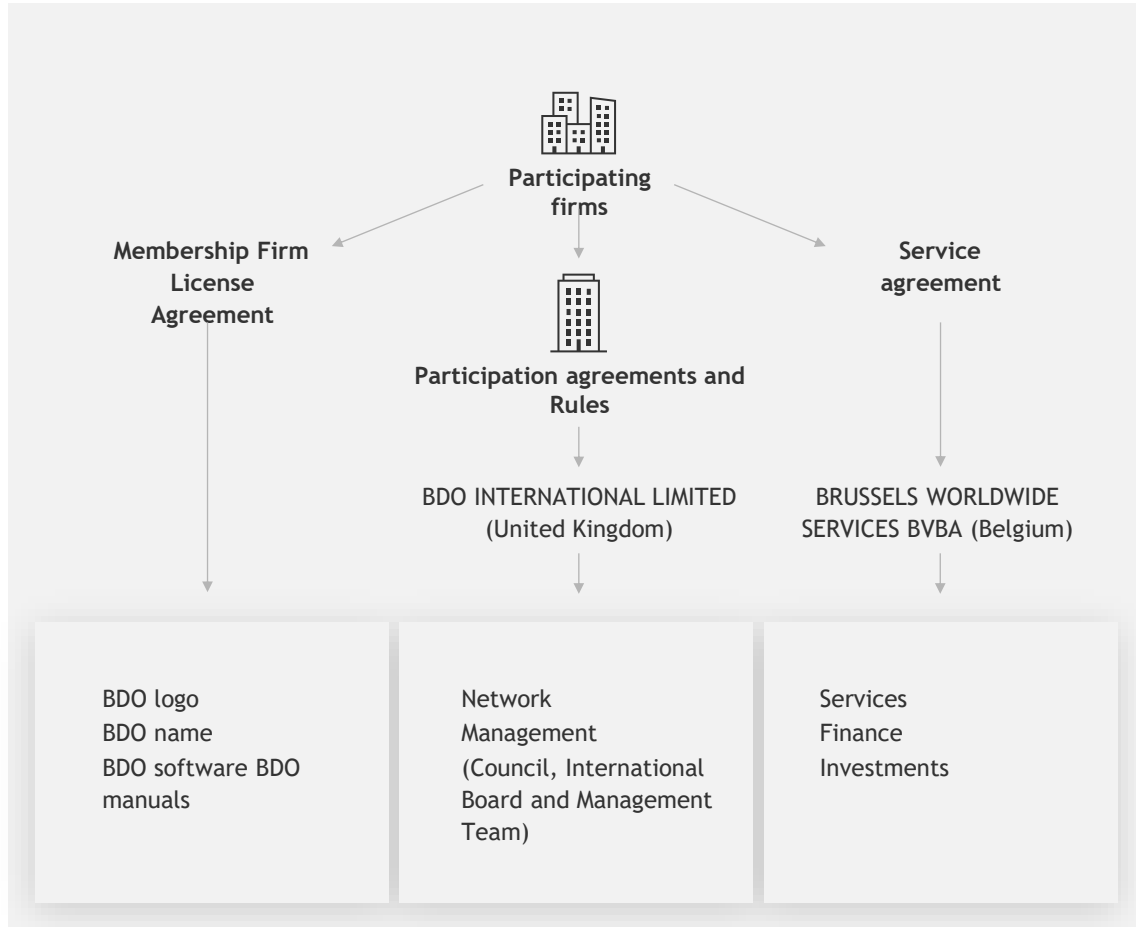 Participating
firms
Membership Firm
License
Agreement
Service
agreement
Participation agreements and
Rules
BDO INTERNATIONAL LIMITED
(United Kingdom)
BRUSSELS WORLDWIDE
SERVICES BVBA (Belgium)
BDO logo
BDO name
BDO software BDO
manuals
Network
Management
(Council, International
Board and Management
Team)
Services
Finance
Investments